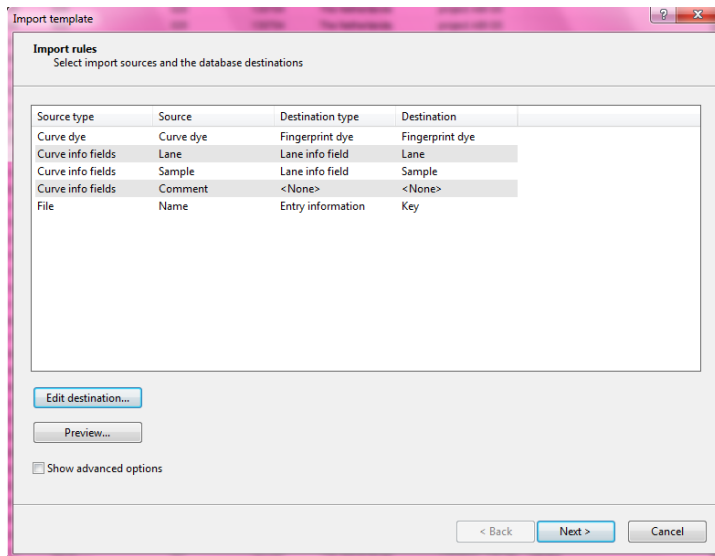 Import template
Import rules
Select import sources and the database destinations
Source type Source Destination type Destination
Curve dye Curve dye Fingerprint dye Fingerprint dye
Curve info fields Lane Lane info field Lane
Curve info fields Sample Lane info field Sample
Curve info fields Comment <None> <None>
File Name Entry information Key
Edit destination...
Preview...
Show advanced options
< Back Next > Cancel